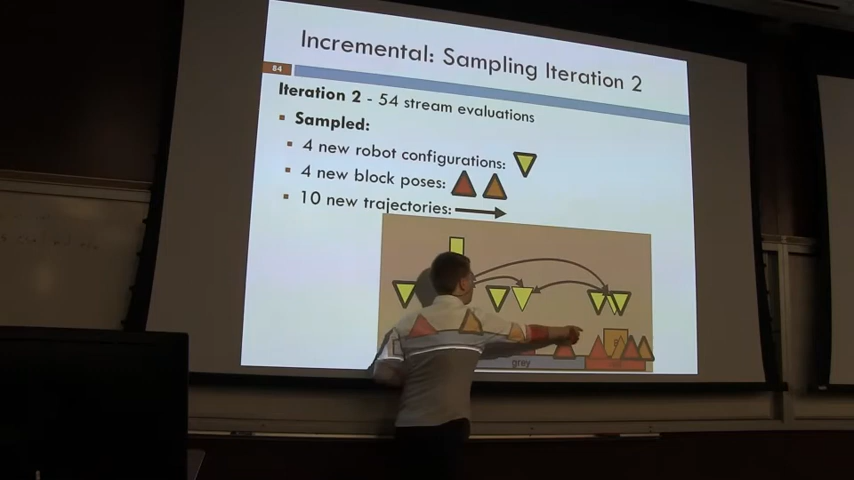 Incremental: Sampling Iteration 2
84
Iteration 2 - 54 stream evaluations
Sampled:
4 new robot configurations:
4 new block poses:
10 new trajectories:
grey